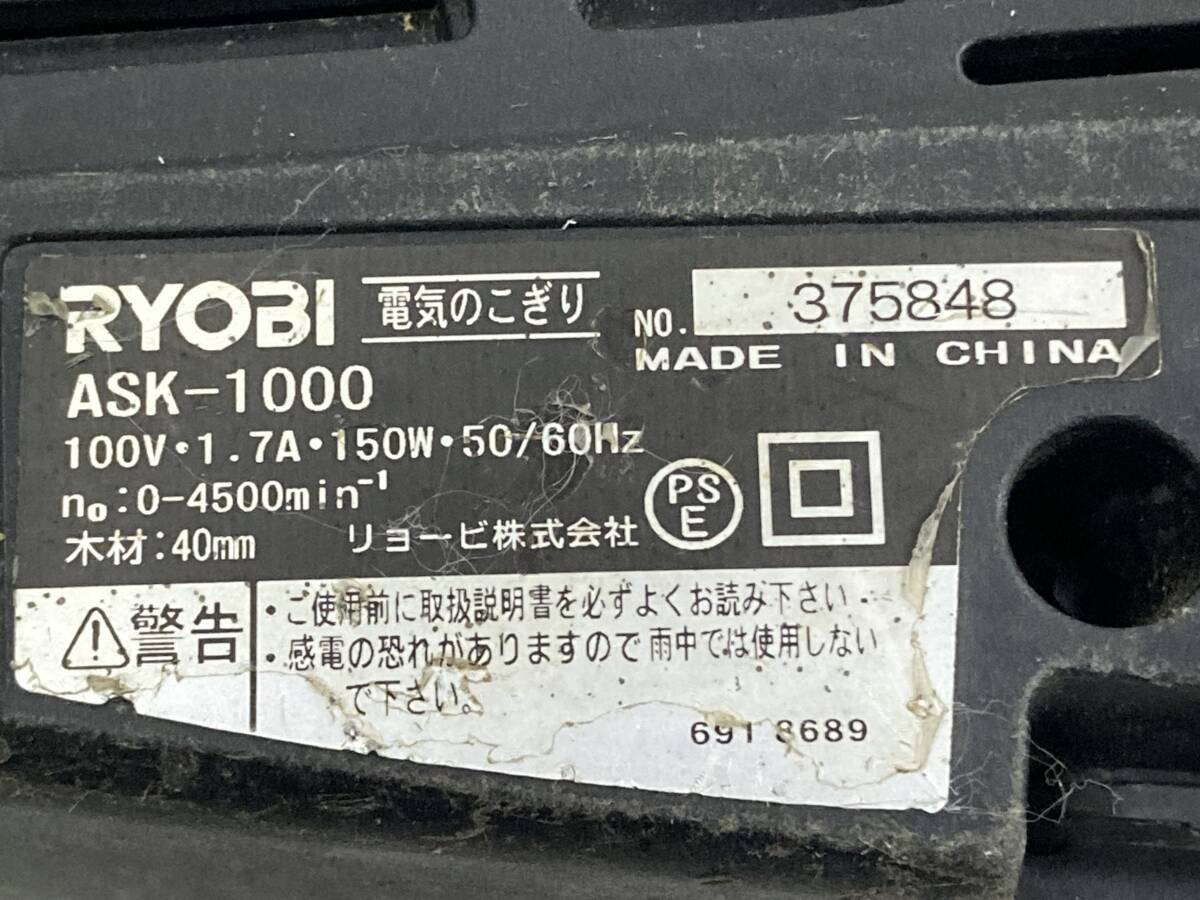 RYOBI 電気のこぎり NO. 375848
MADE IN CHINA
ASK-1000
100V・1.7A・150W・50/60Hz
n₀:0-4500min⁻¹
木材:40mm リョービ株式会社
PS
E
警告
・ご使用前に取扱説明書を必ずよくお読み下さい
・感電の恐れがありますので雨中では使用しない
で下さい。
691 8689